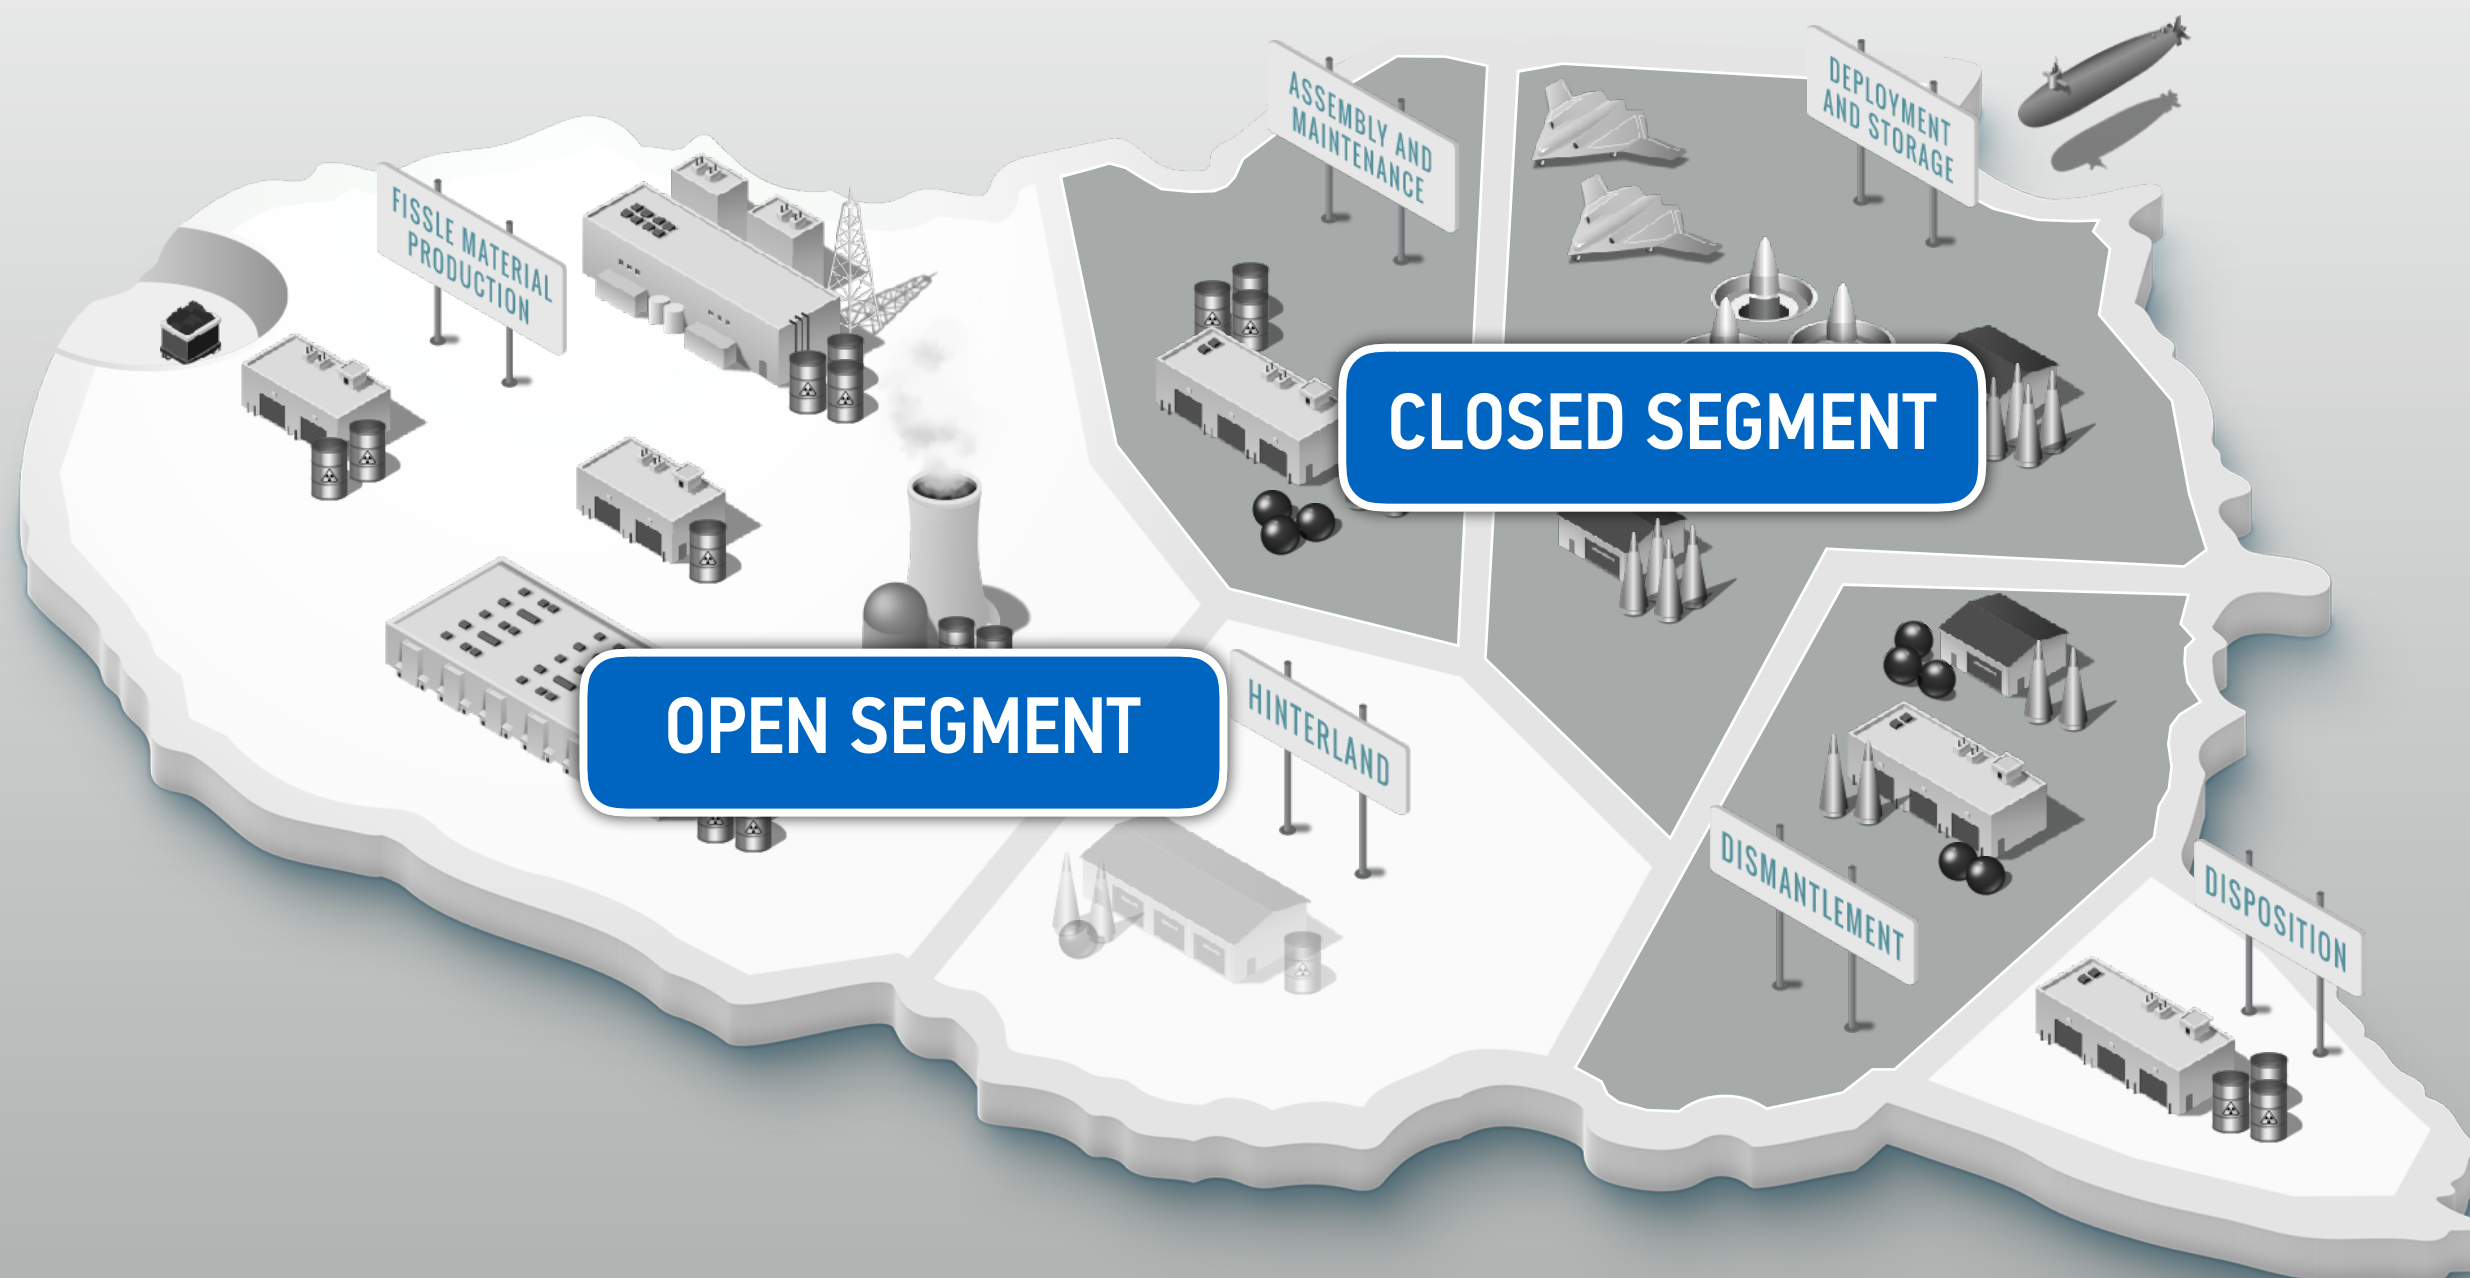 ASSEMBLY AND
MAINTENANCE
DEPLOYMENT
AND STORAGE
FISSLE MATERIAL
PRODUCTION
CLOSED SEGMENT
OPEN SEGMENT
HINTERLAND
DISMANTLEMENT
DISPOSITION